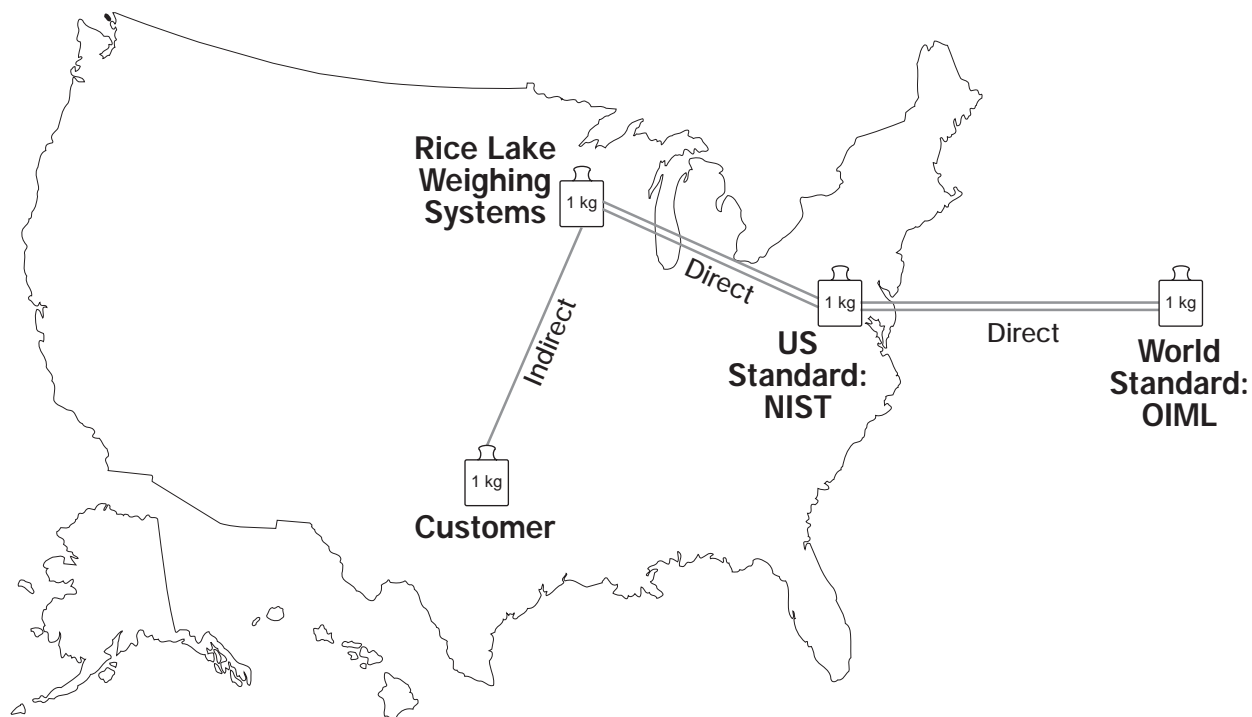 Rice Lake
Weighing
Systems
1 kg
Direct
1 kg
US
Standard:
NIST
Direct
1 kg
World
Standard:
OIML
Indirect
1 kg
Customer